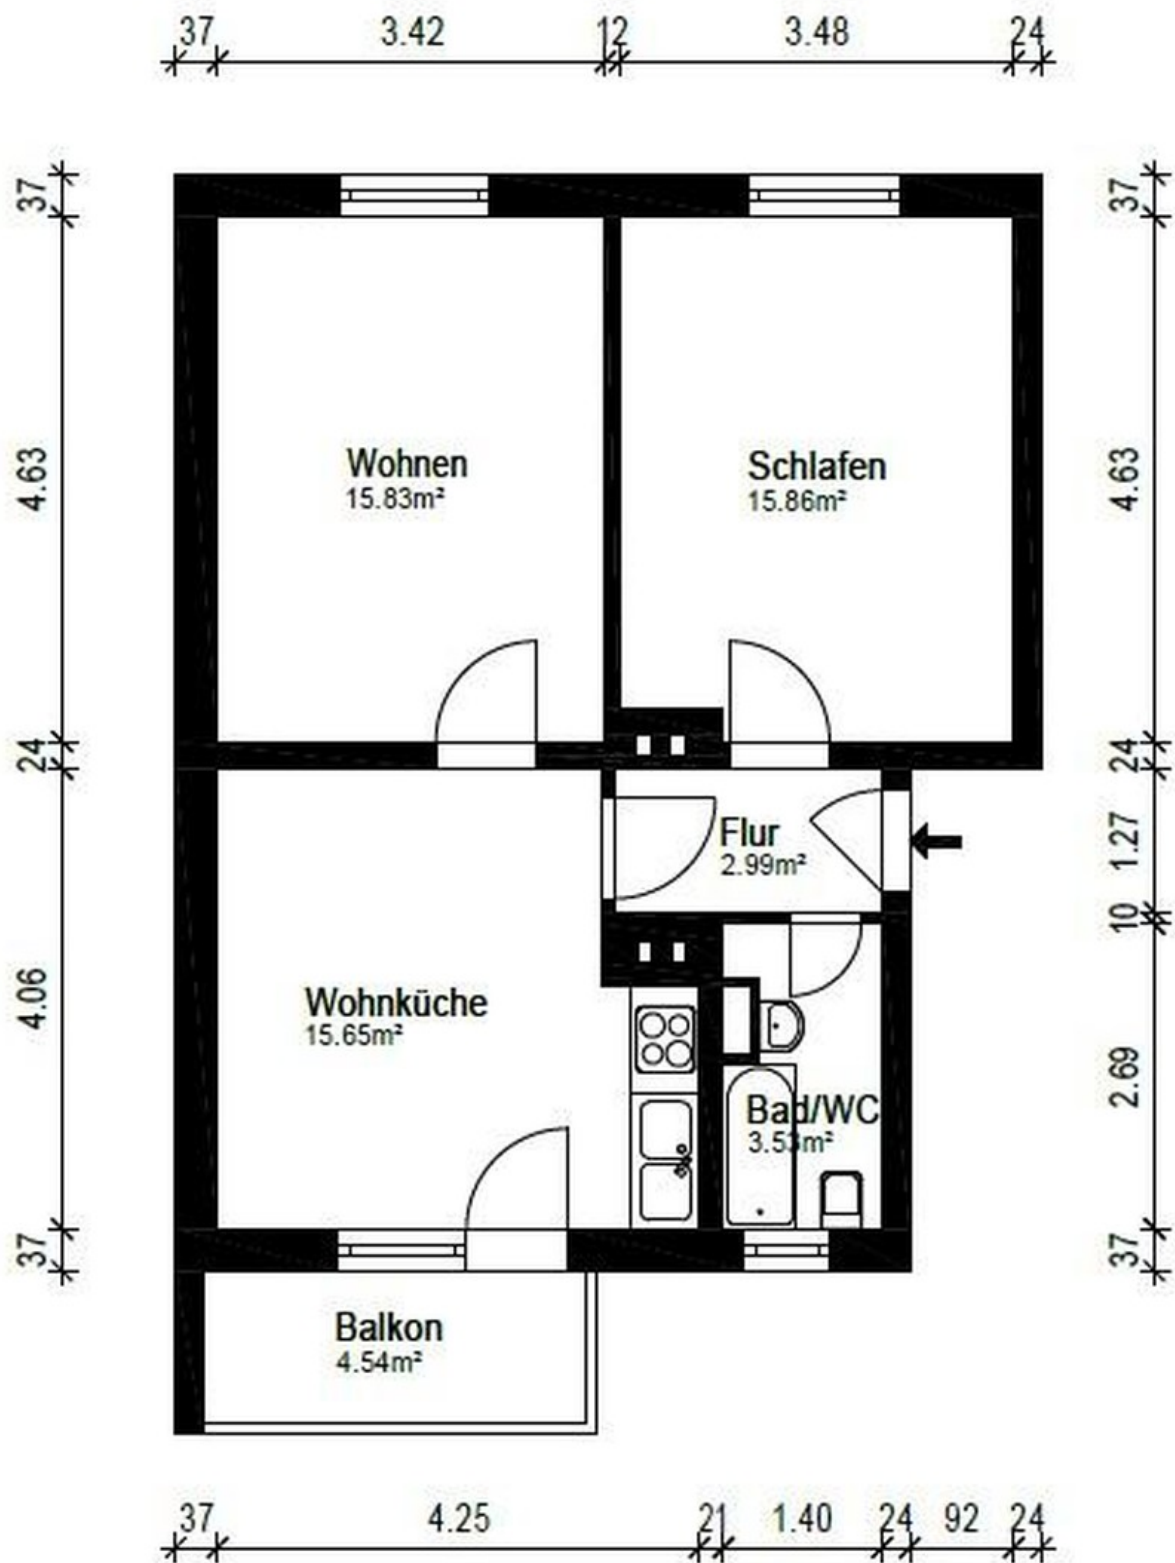 37 3.42 12 3.48 24
37
37
4.63
4.63
Wohnen
15.83m²
Schlafen
15.86m²
24
24
Flur
2.99m²
1.27
10
4.06
Wohnküche
15.65m²
2.69
Bad/WC
3.53m²
37
37
Balkon
4.54m²
37 4.25 21 1.40 24 92 24